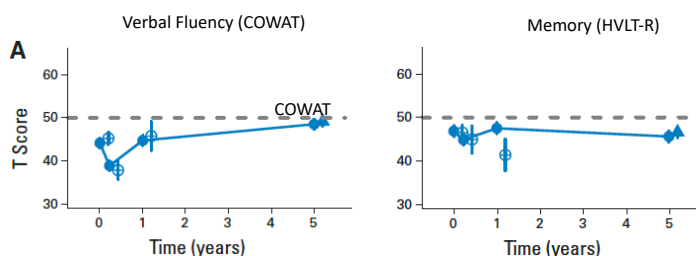 Verbal Fluency (COWAT)
Memory (HVLT-R)
A
60
50
40
30
T Score
COWAT
0 1 2 3 4 5
Time (years)
60
50
40
30
0 1 2 3 4 5
Time (years)